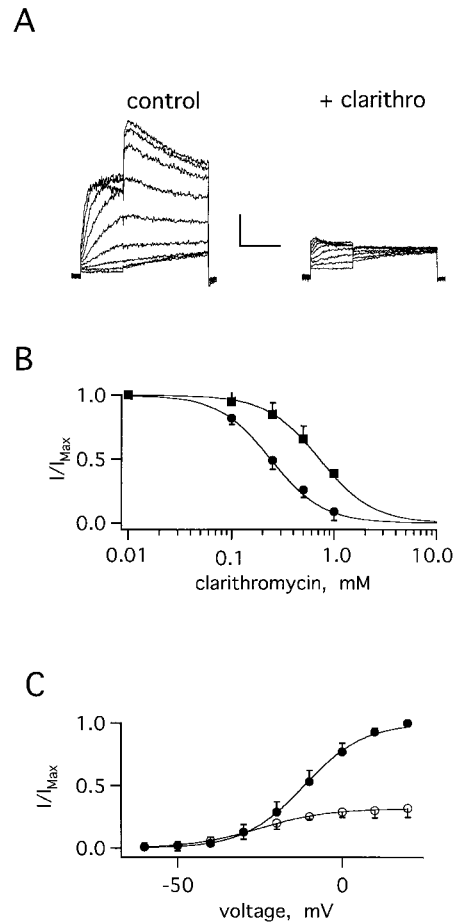 A
control
+ clarithro
B
1.0
0.5
0.0
I/IMax
0.01
0.1
1.0
10.0
clarithromycin, mM
C
1.0
0.5
0.0
I/IMax
-50
0
voltage, mV